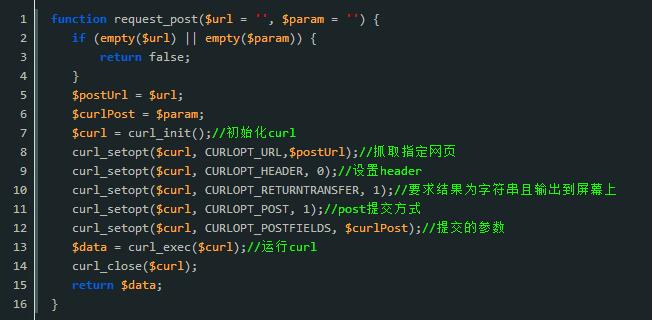 1 function request_post($url = '', $param = '') {
2 if (empty($url) || empty($param)) {
3 return false;
4 }
5 $postUrl = $url;
6 $curlPost = $param;
7 $curl = curl_init();//初始化curl
8 curl_setopt($curl, CURLOPT_URL,$postUrl);//抓取指定网页
9 curl_setopt($curl, CURLOPT_HEADER, 0);//设置header
10 curl_setopt($curl, CURLOPT_RETURNTRANSFER, 1);//要求结果为字符串且输出到屏幕上
11 curl_setopt($curl, CURLOPT_POST, 1);//post提交方式
12 curl_setopt($curl, CURLOPT_POSTFIELDS, $curlPost);//提交的参数
13 $data = curl_exec($curl);//运行curl
14 curl_close($curl);
15 return $data;
16 }